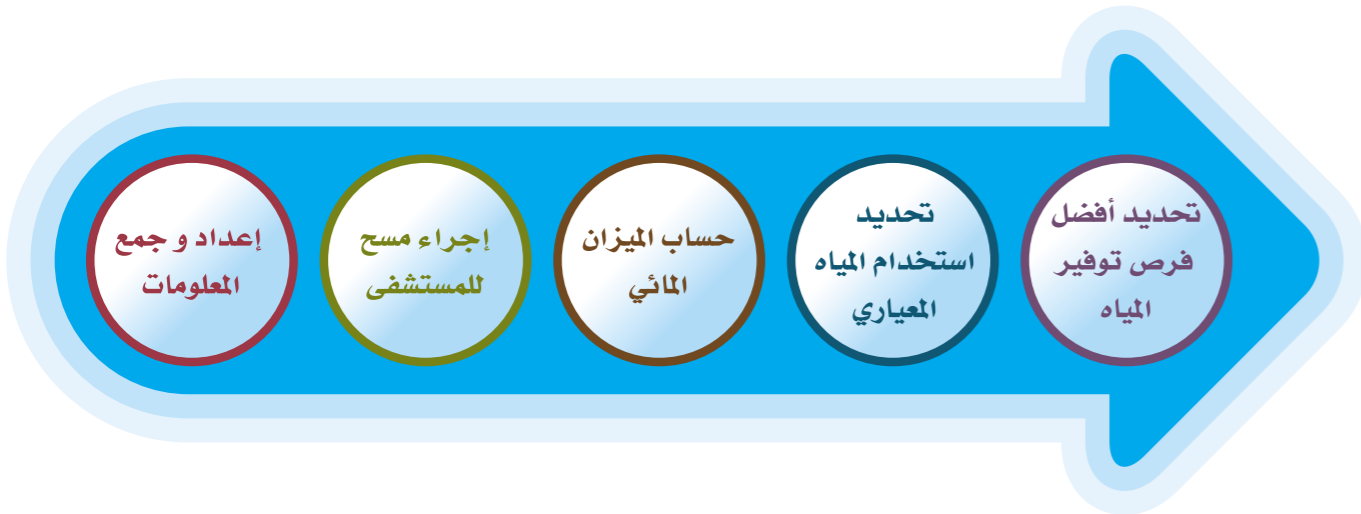 إعداد و جمع
المعلومات
إجراء مسح
للمستشفى
حساب الميزان
المائي
تحديد
استخدام المياه
المعياري
تحديد أفضل
فرص توفير
المياه